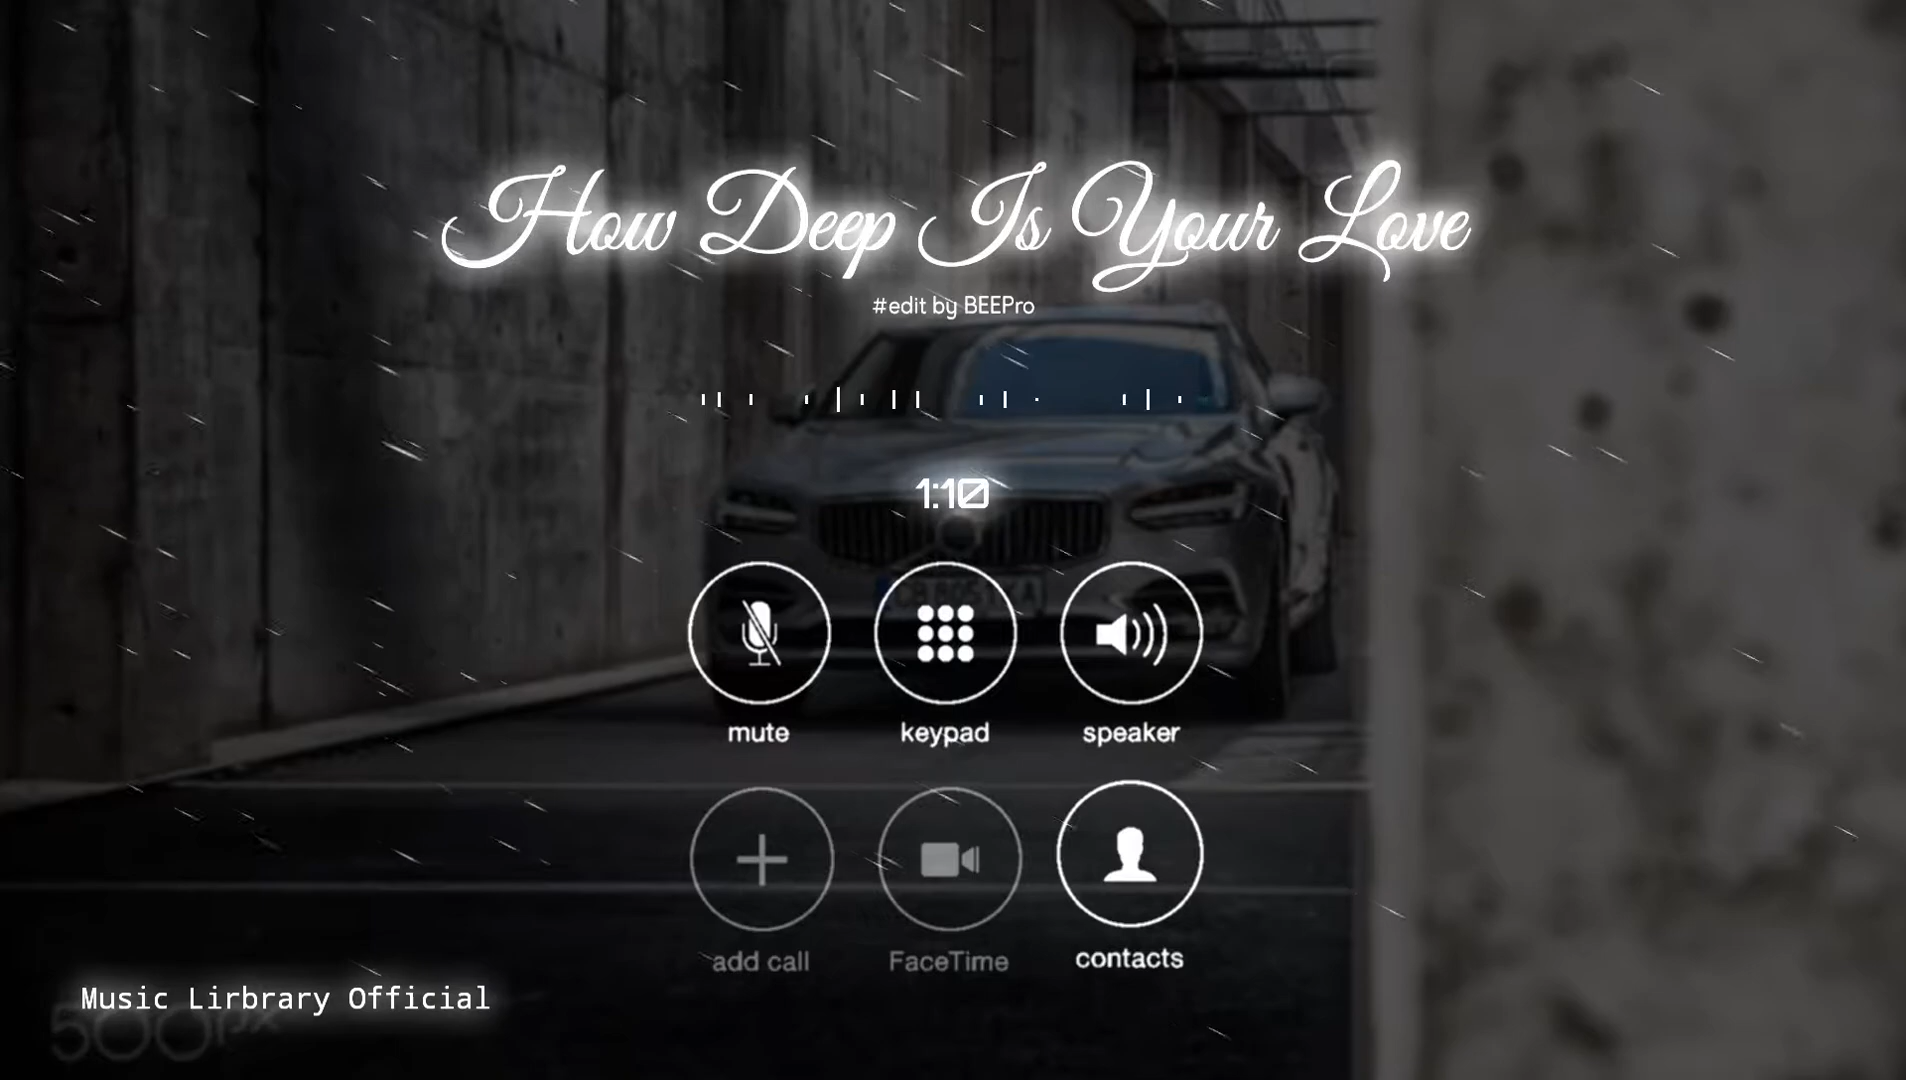 How Deep Is Your Love
#edit by BEEPro
1:10
mute keypad speaker
add call FaceTime contacts
Music Lirbrary Official
500px